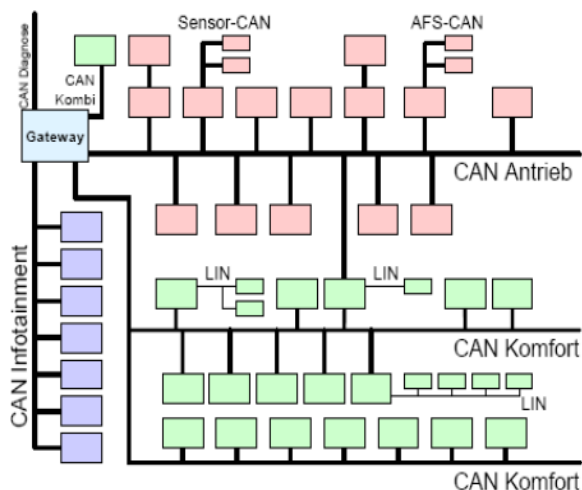 CAN Diagnose
Sensor-CAN
AFS-CAN
CAN
Kombi
Gateway
CAN Antrieb
CAN Infotainment
LIN
LIN
CAN Komfort
LIN
CAN Komfort